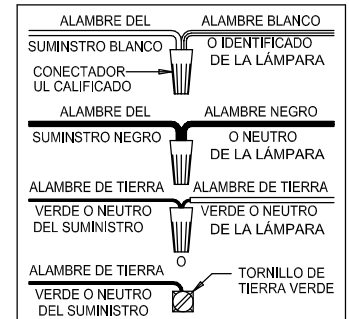 ALAMBRE DEL ALAMBRE BLANCO
SUMINSTRO BLANCO O IDENTIFICADO
CONECTADOR DE LA LÁMPARA
UL CALIFICADO
ALAMBRE DEL ALAMBRE NEGRO
SUMINSTRO NEGRO O NEUTRO
DE LA LÁMPARA
ALAMBRE DE TIERRA ALAMBRE DE TIERRA
VERDE O NEUTRO VERDE O NEUTRO
DEL SUMINISTRO DE LA LÁMPARA
O
ALAMBRE DE TIERRA TORNILLO DE
VERDE O NEUTRO TIERRA VERDE
DEL SUMINISTRO